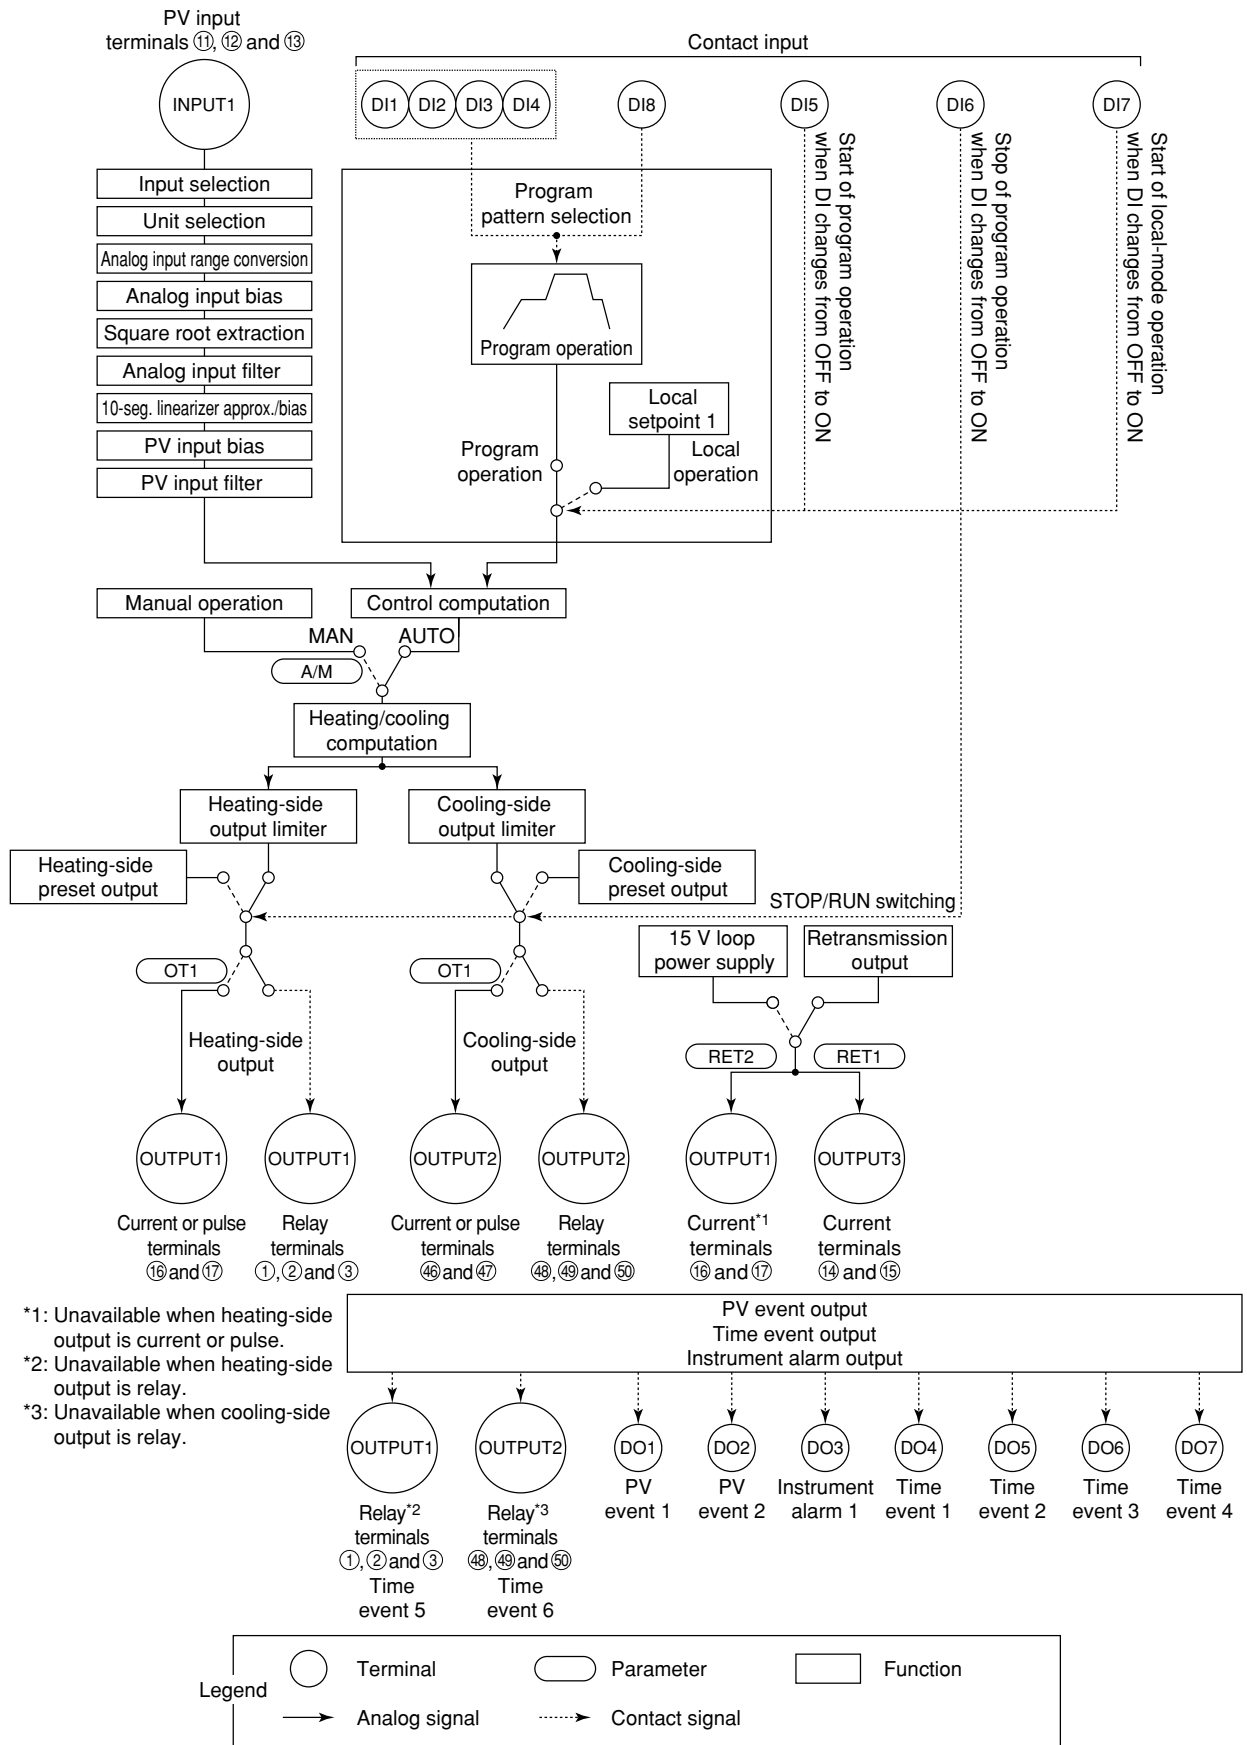 PV input
terminals ⑪, ⑫ and ⑬
Contact input
INPUT1
DI1
DI2
DI3
DI4
DI8
DI5
DI6
DI7
Start of program operation
when DI changes from OFF to ON
Stop of program operation
when DI changes from OFF to ON
Start of local-mode operation
when DI changes from OFF to ON
Input selection
Unit selection
Analog input range conversion
Analog input bias
Square root extraction
Analog input filter
10-seg. linearizer approx./bias
PV input bias
PV input filter
Program
pattern selection
Program operation
Local
setpoint 1
Program
operation
Local
operation
Manual operation
Control computation
MAN
AUTO
A/M
Heating/cooling
computation
Heating-side
output limiter
Cooling-side
output limiter
Heating-side
preset output
Cooling-side
preset output
STOP/RUN switching
15 V loop
power supply
Retransmission
output
OT1
OT1
Heating-side
output
Cooling-side
output
RET2
RET1
OUTPUT1
OUTPUT1
OUTPUT2
OUTPUT2
OUTPUT1
OUTPUT3
Current or pulse
terminals
⑯ and ⑰
Relay
terminals
①, ② and ③
Current or pulse
terminals
㊻ and ㊼
Relay
terminals
㊽, ㊾ and ㊿
Current*1
terminals
⑯ and ⑰
Current
terminals
⑭ and ⑮
*1: Unavailable when heating-side
output is current or pulse.
*2: Unavailable when heating-side
output is relay.
*3: Unavailable when cooling-side
output is relay.
PV event output
Time event output
Instrument alarm output
OUTPUT1
OUTPUT2
DO1
DO2
DO3
DO4
DO5
DO6
DO7
Relay*2
terminals
①, ② and ③
Time
event 5
Relay*3
terminals
㊽, ㊾ and ㊿
Time
event 6
PV
event 1
PV
event 2
Instrument
alarm 1
Time
event 1
Time
event 2
Time
event 3
Time
event 4
Legend
Terminal
Parameter
Function
Analog signal
Contact signal